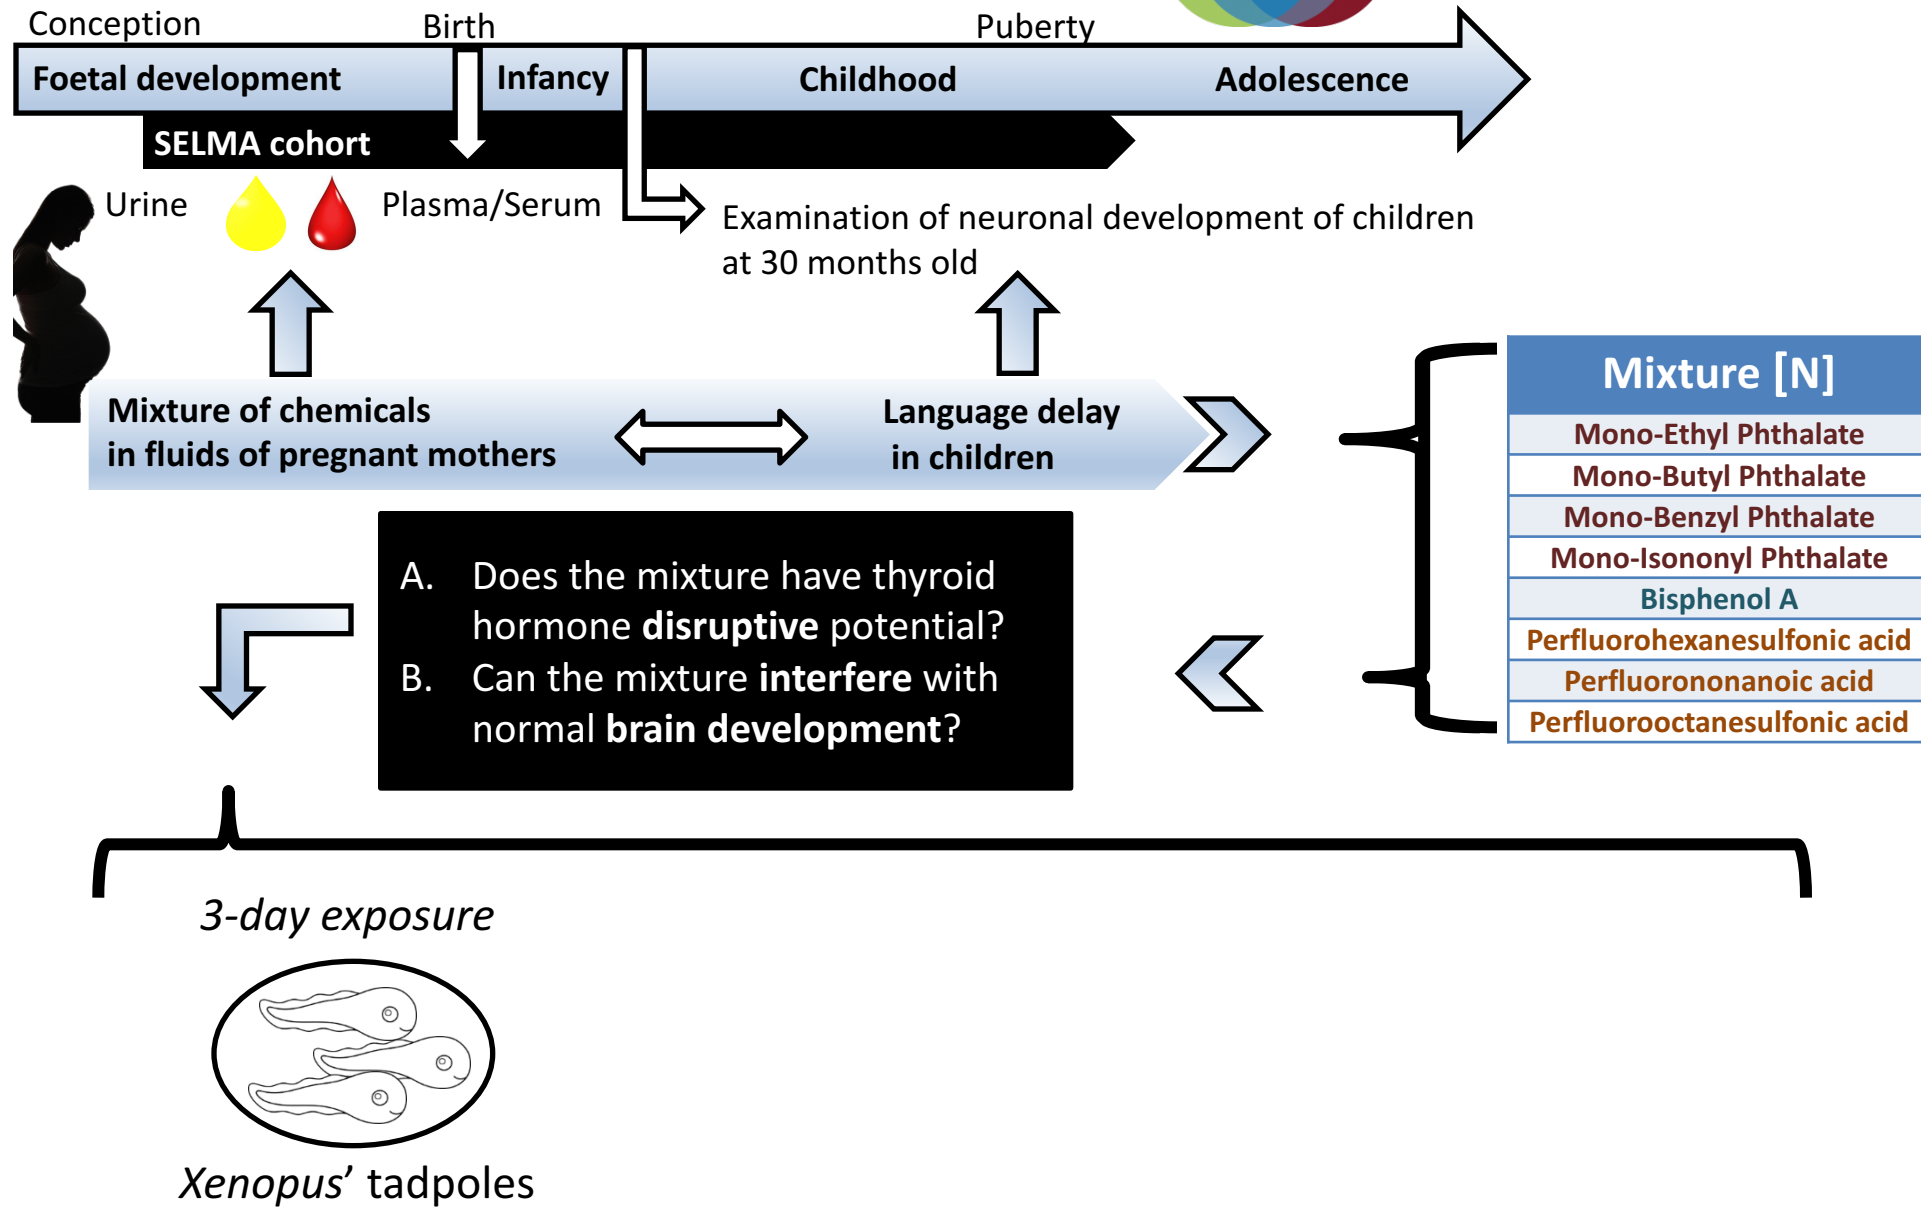 Conception
Birth
Puberty
Foetal development
Infancy
Childhood
Adolescence
SELMA cohort
Urine
Plasma/Serum
Examination of neuronal development of children
at 30 months old
Mixture of chemicals
in fluids of pregnant mothers
Language delay
in children
Mixture [N]
Mono-Ethyl Phthalate
Mono-Butyl Phthalate
Mono-Benzyl Phthalate
Mono-Isononyl Phthalate
Bisphenol A
Perfluorohexanesulfonic acid
Perfluorononanoic acid
Perfluorooctanesulfonic acid
A. Does the mixture have thyroid
hormone disruptive potential?
B. Can the mixture interfere with
normal brain development?
3-day exposure
Xenopus’ tadpoles